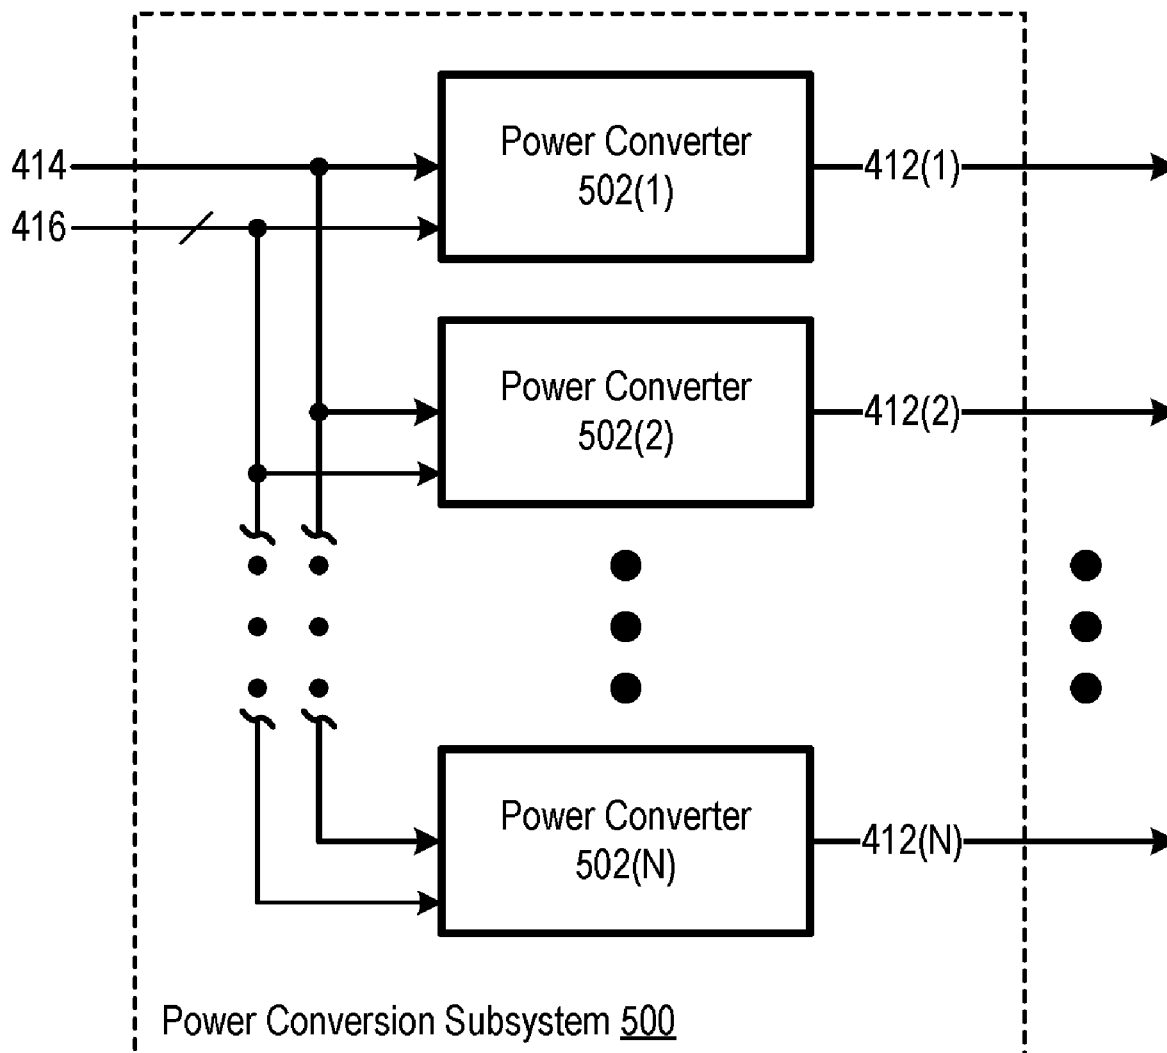 Power Converter
502(1)
414
412(1)
416
Power Converter
502(2)
412(2)
Power Converter
502(N)
412(N)
Power Conversion Subsystem 500